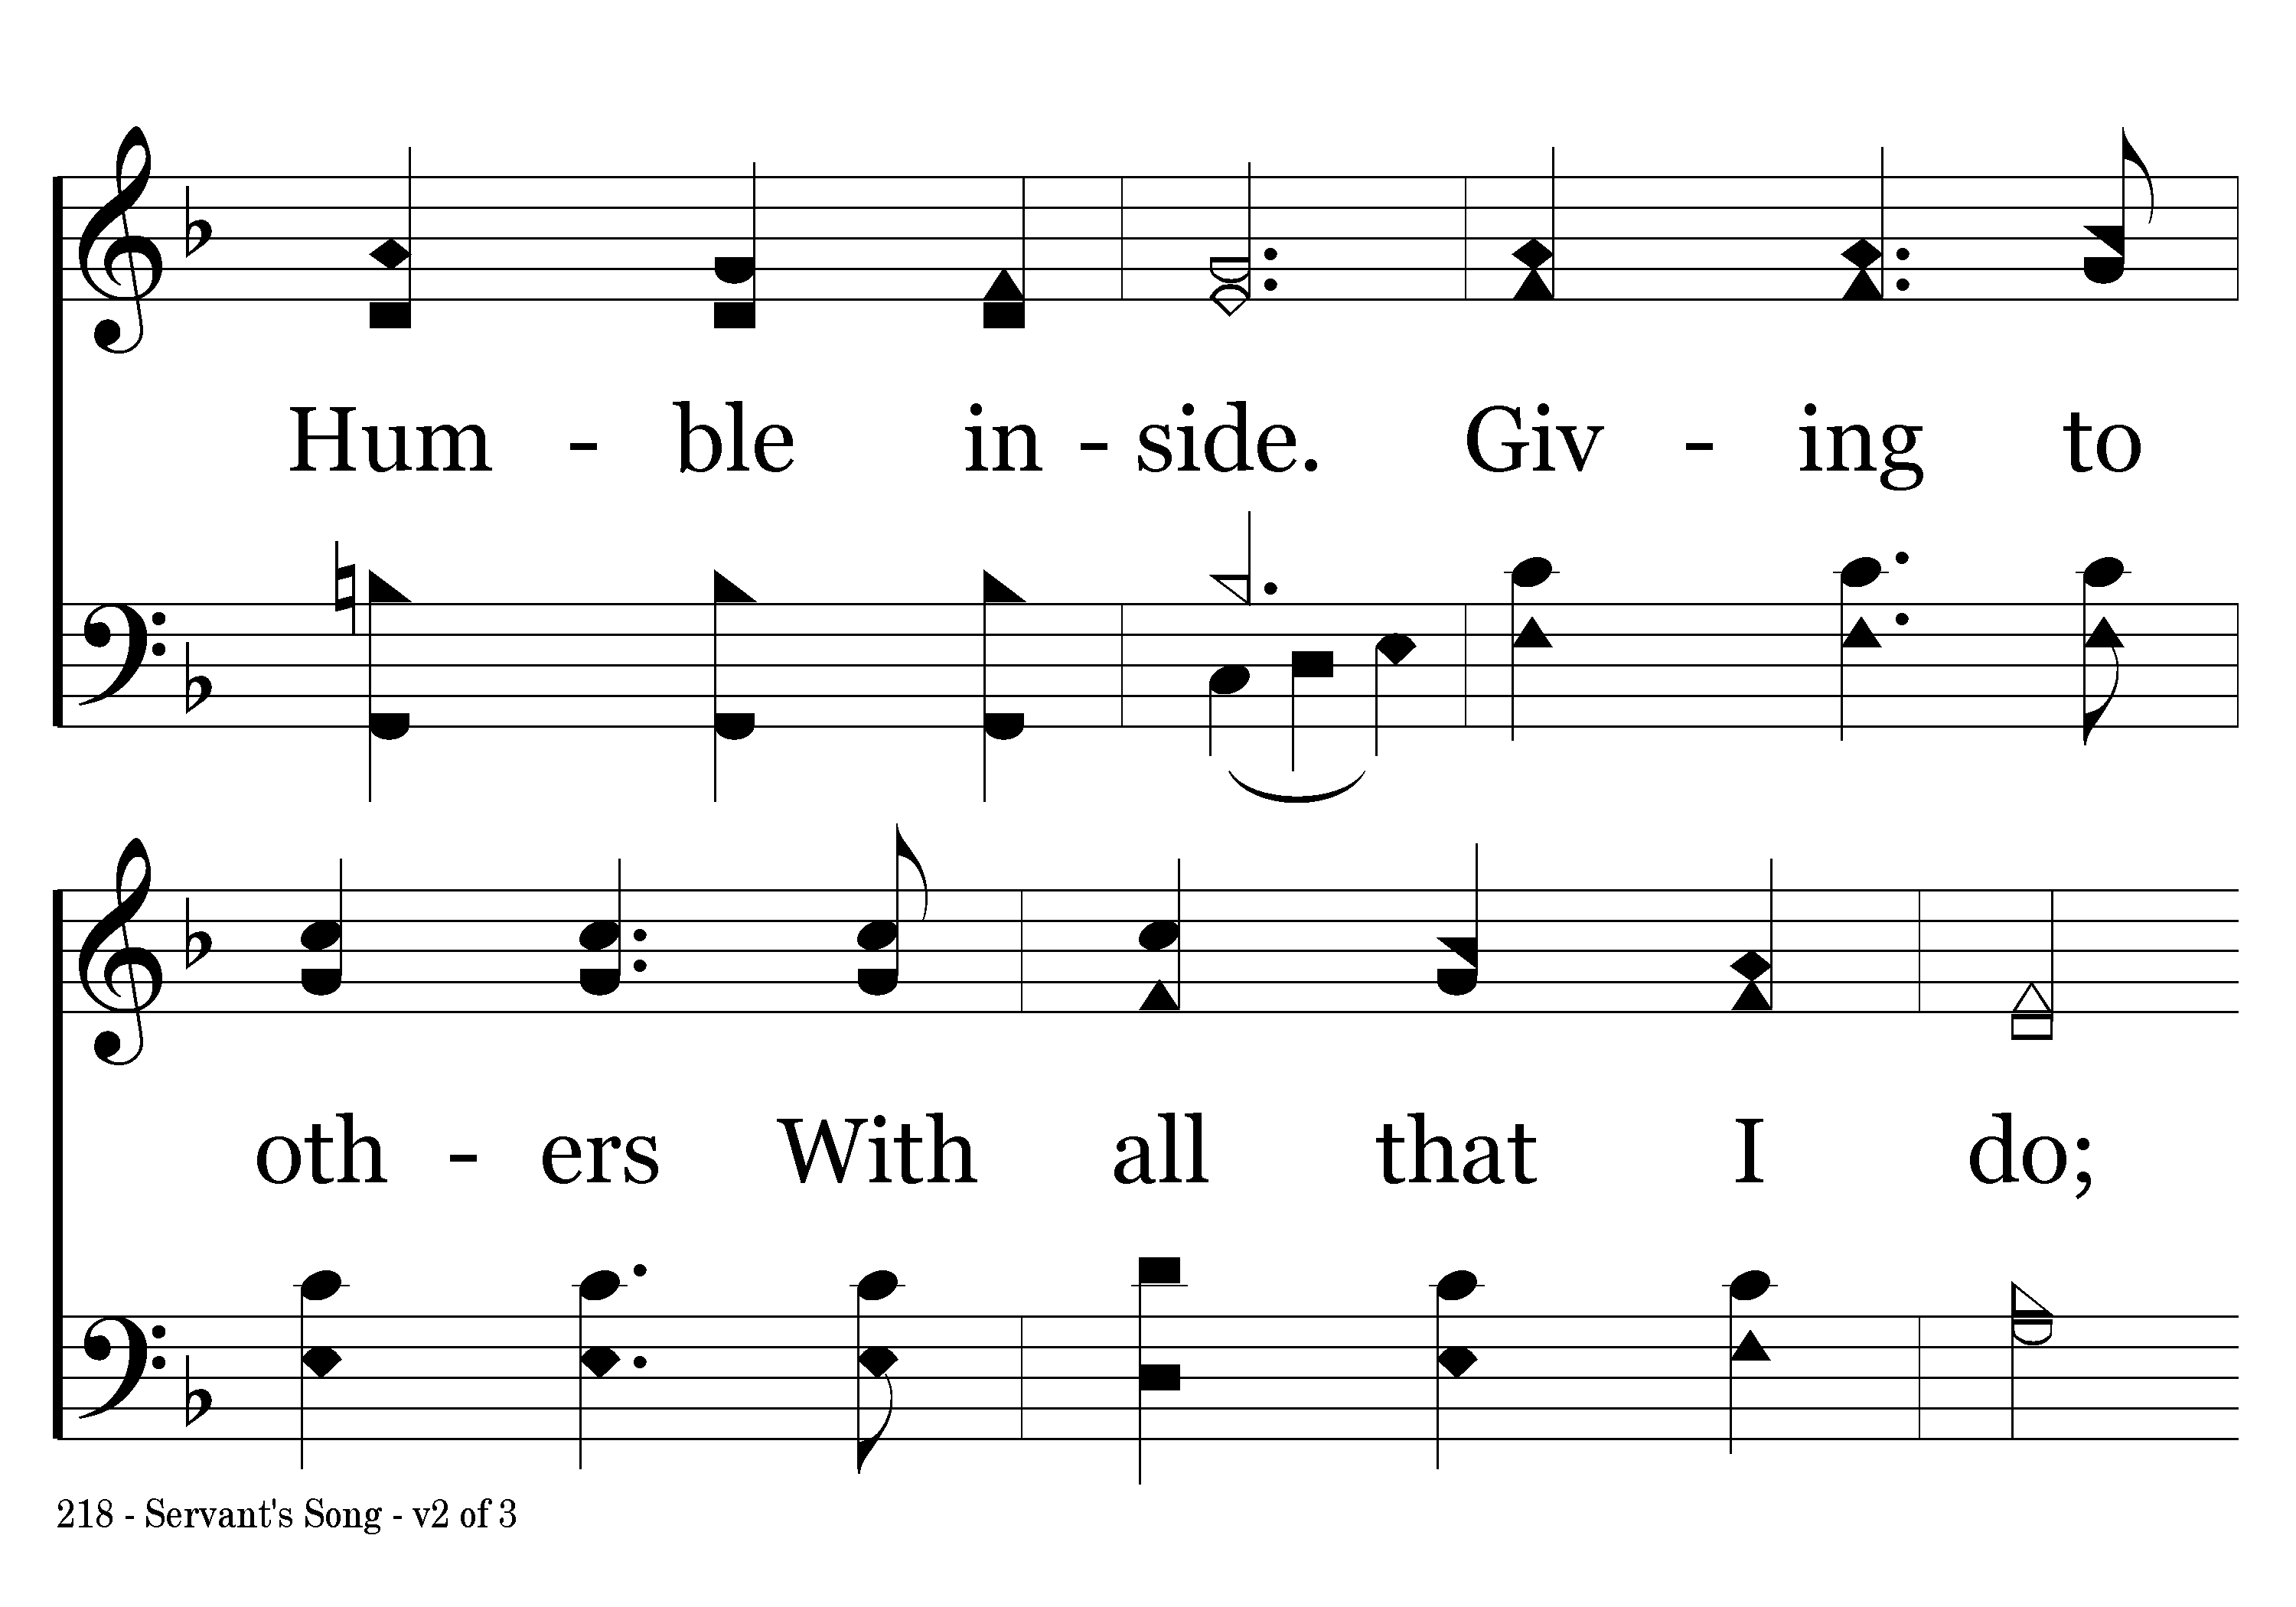 Hum - ble in - side. Giv - ing to
oth - ers With all that I do;
218 - Servant's Song - v2 of 3